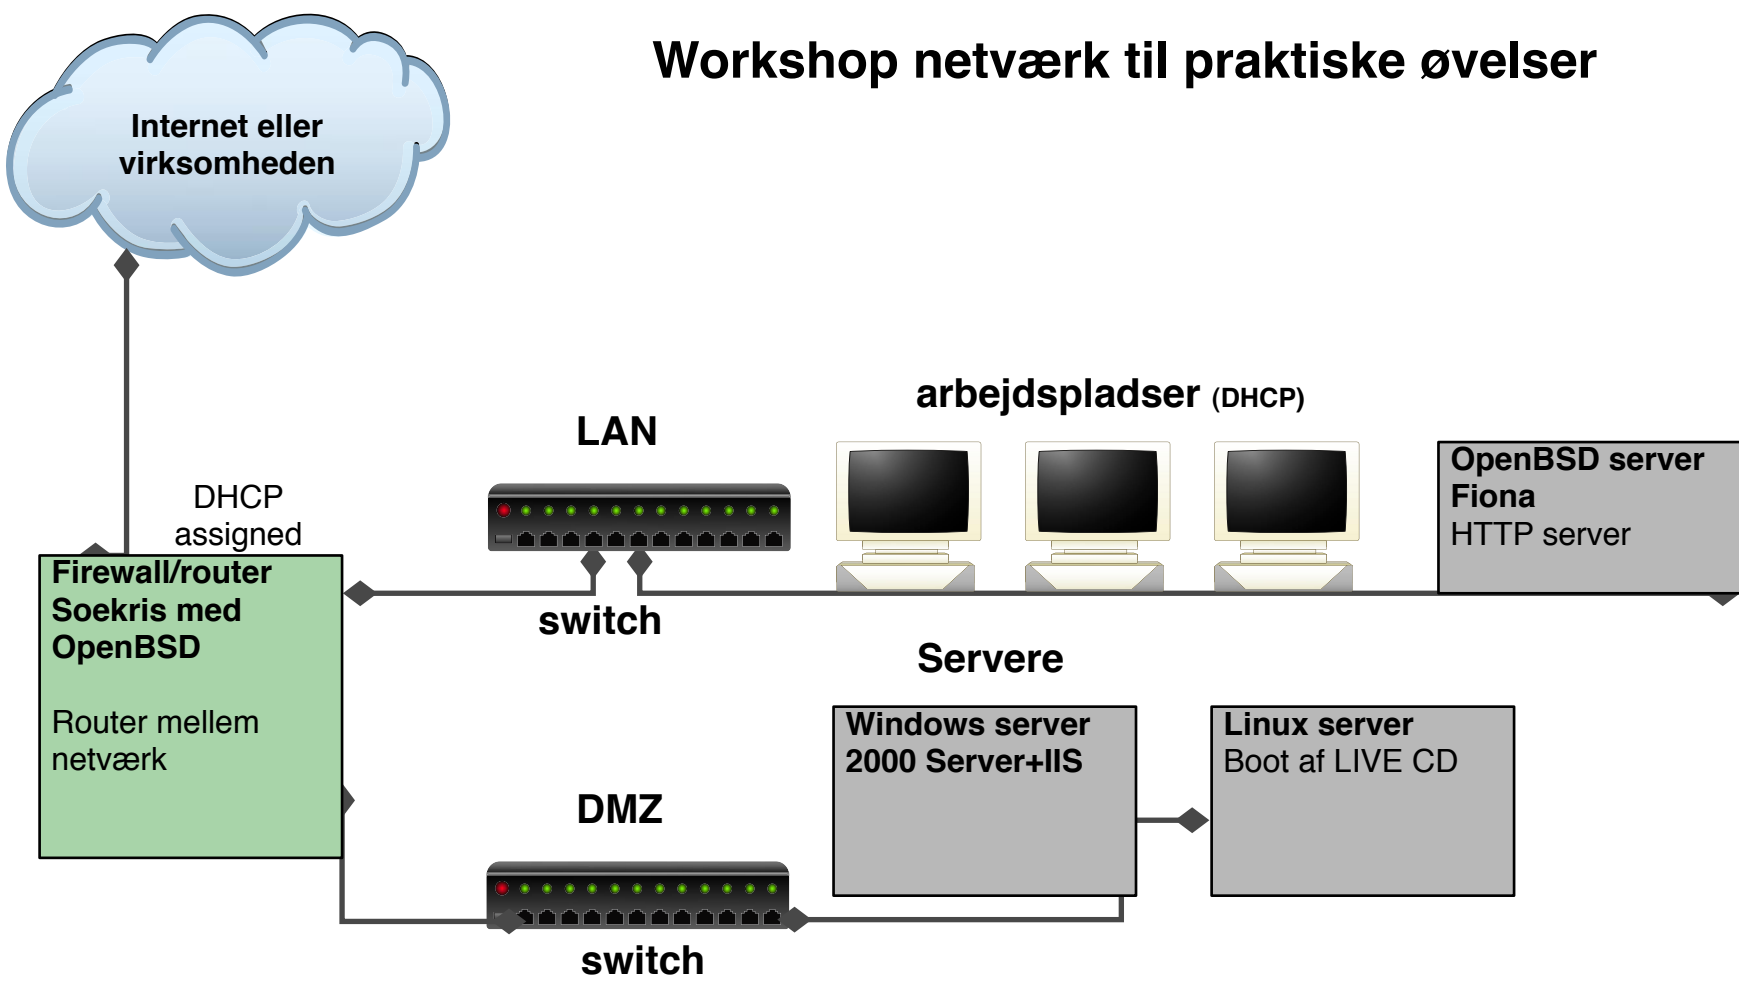 Workshop netværk til praktiske øvelser
Internet eller
virksomheden
arbejdspladser (DHCP)
LAN
OpenBSD server
Fiona
HTTP server
DHCP
assigned
Firewall/router
Soekris med
OpenBSD
Router mellem
netværk
switch
Servere
Windows server
2000 Server+IIS
Linux server
Boot af LIVE CD
DMZ
switch